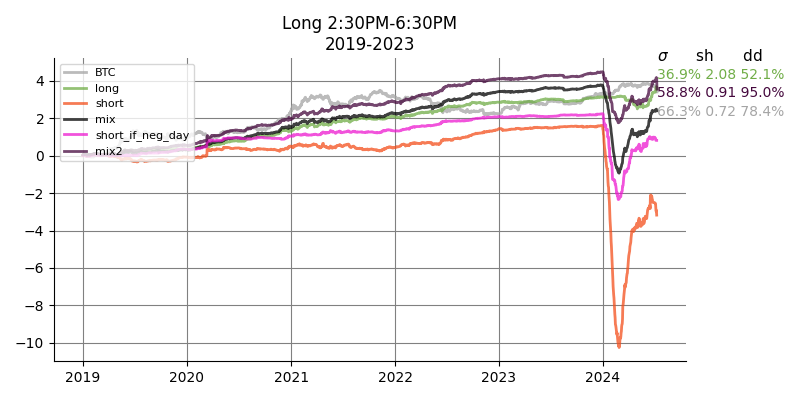 Long 2:30PM-6:30PM
2019-2023
σ sh dd
36.9% 2.08 52.1%
58.8% 0.91 95.0%
66.3% 0.72 78.4%
BTC
long
short
mix
short_if_neg_day
mix2
4
2
0
−2
−4
−6
−8
−10
2019 2020 2021 2022 2023 2024